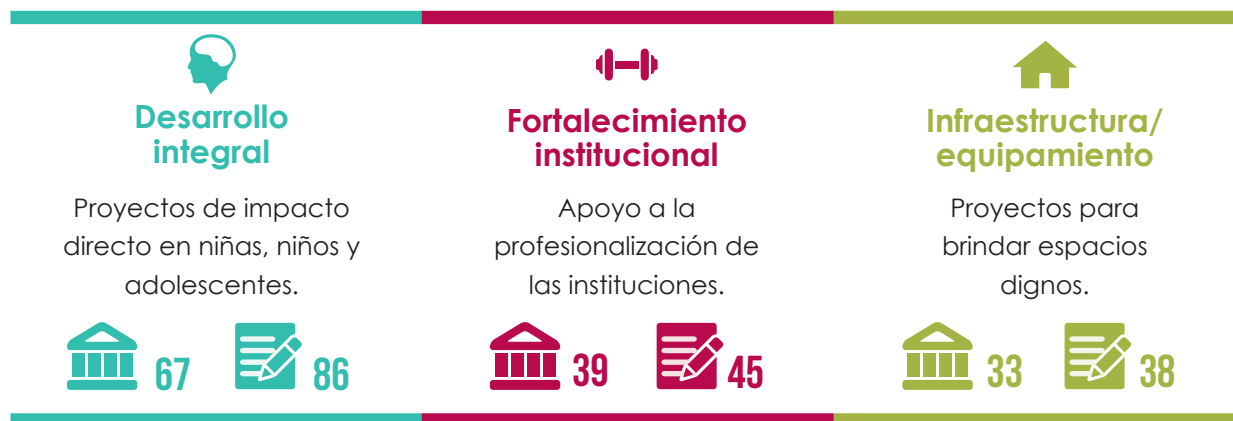 Desarrollo
integral
Proyectos de impacto
directo en niñas, niños y
adolescentes.
67
86
Fortalecimiento
institucional
Apoyo a la
profesionalización de
las instituciones.
39
45
Infraestructura/
equipamiento
Proyectos para
brindar espacios
dignos.
33
38